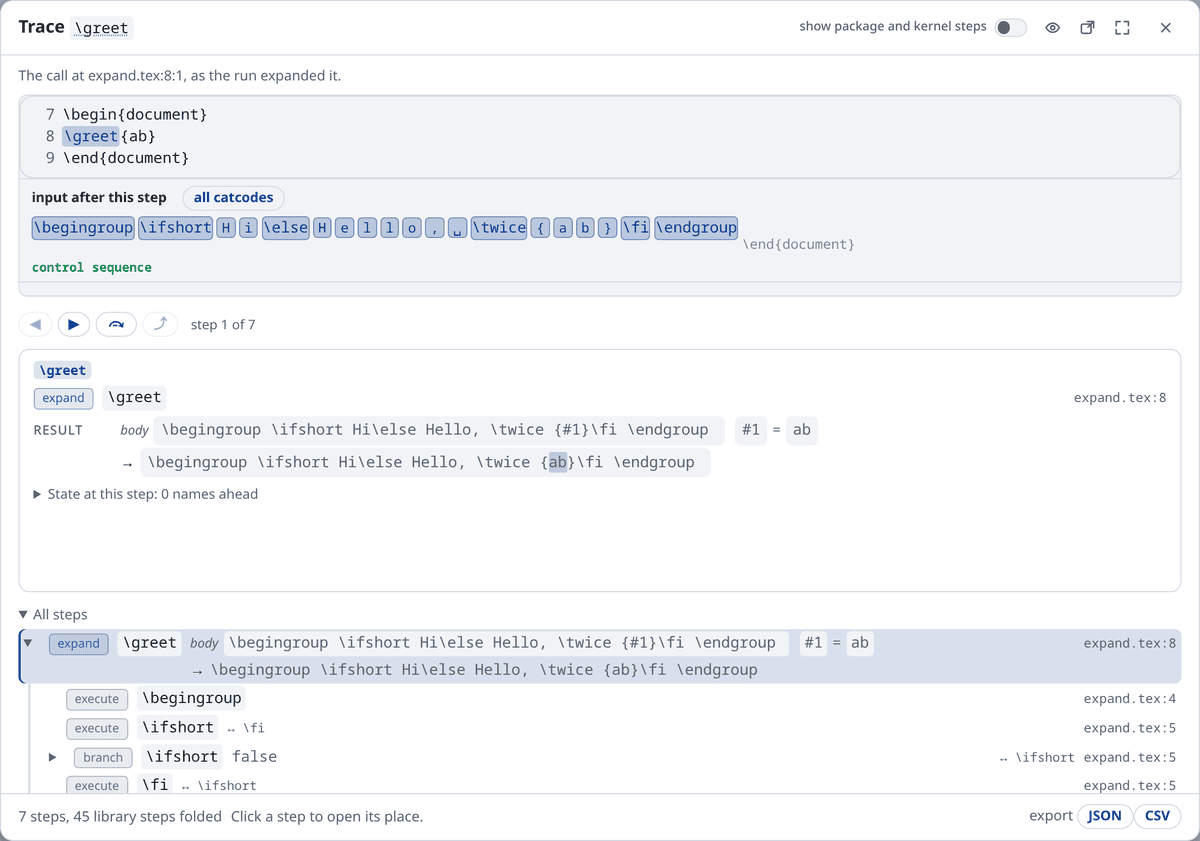 Trace \greet show package and kernel steps
The call at expand.tex:8:1, as the run expanded it.
7 \begin{document}
8 \greet{ab}
9 \end{document}
input after this step all catcodes
\begingroup \ifshort H i \else H e l l o , ␣ \twice { a b } \fi \endgroup \end{document}
control sequence
step 1 of 7
\greet
expand \greet expand.tex:8
RESULT body \begingroup \ifshort Hi\else Hello, \twice {#1}\fi \endgroup #1 = ab
→ \begingroup \ifshort Hi\else Hello, \twice {ab}\fi \endgroup
▶ State at this step: 0 names ahead
▼ All steps
▼ expand \greet body \begingroup \ifshort Hi\else Hello, \twice {#1}\fi \endgroup #1 = ab expand.tex:8
→ \begingroup \ifshort Hi\else Hello, \twice {ab}\fi \endgroup
execute \begingroup expand.tex:4
execute \ifshort ↔ \fi expand.tex:5
▶ branch \ifshort false ↔ \ifshort expand.tex:5
execute \fi ↔ \ifshort expand.tex:5
7 steps, 45 library steps folded Click a step to open its place. export JSON CSV